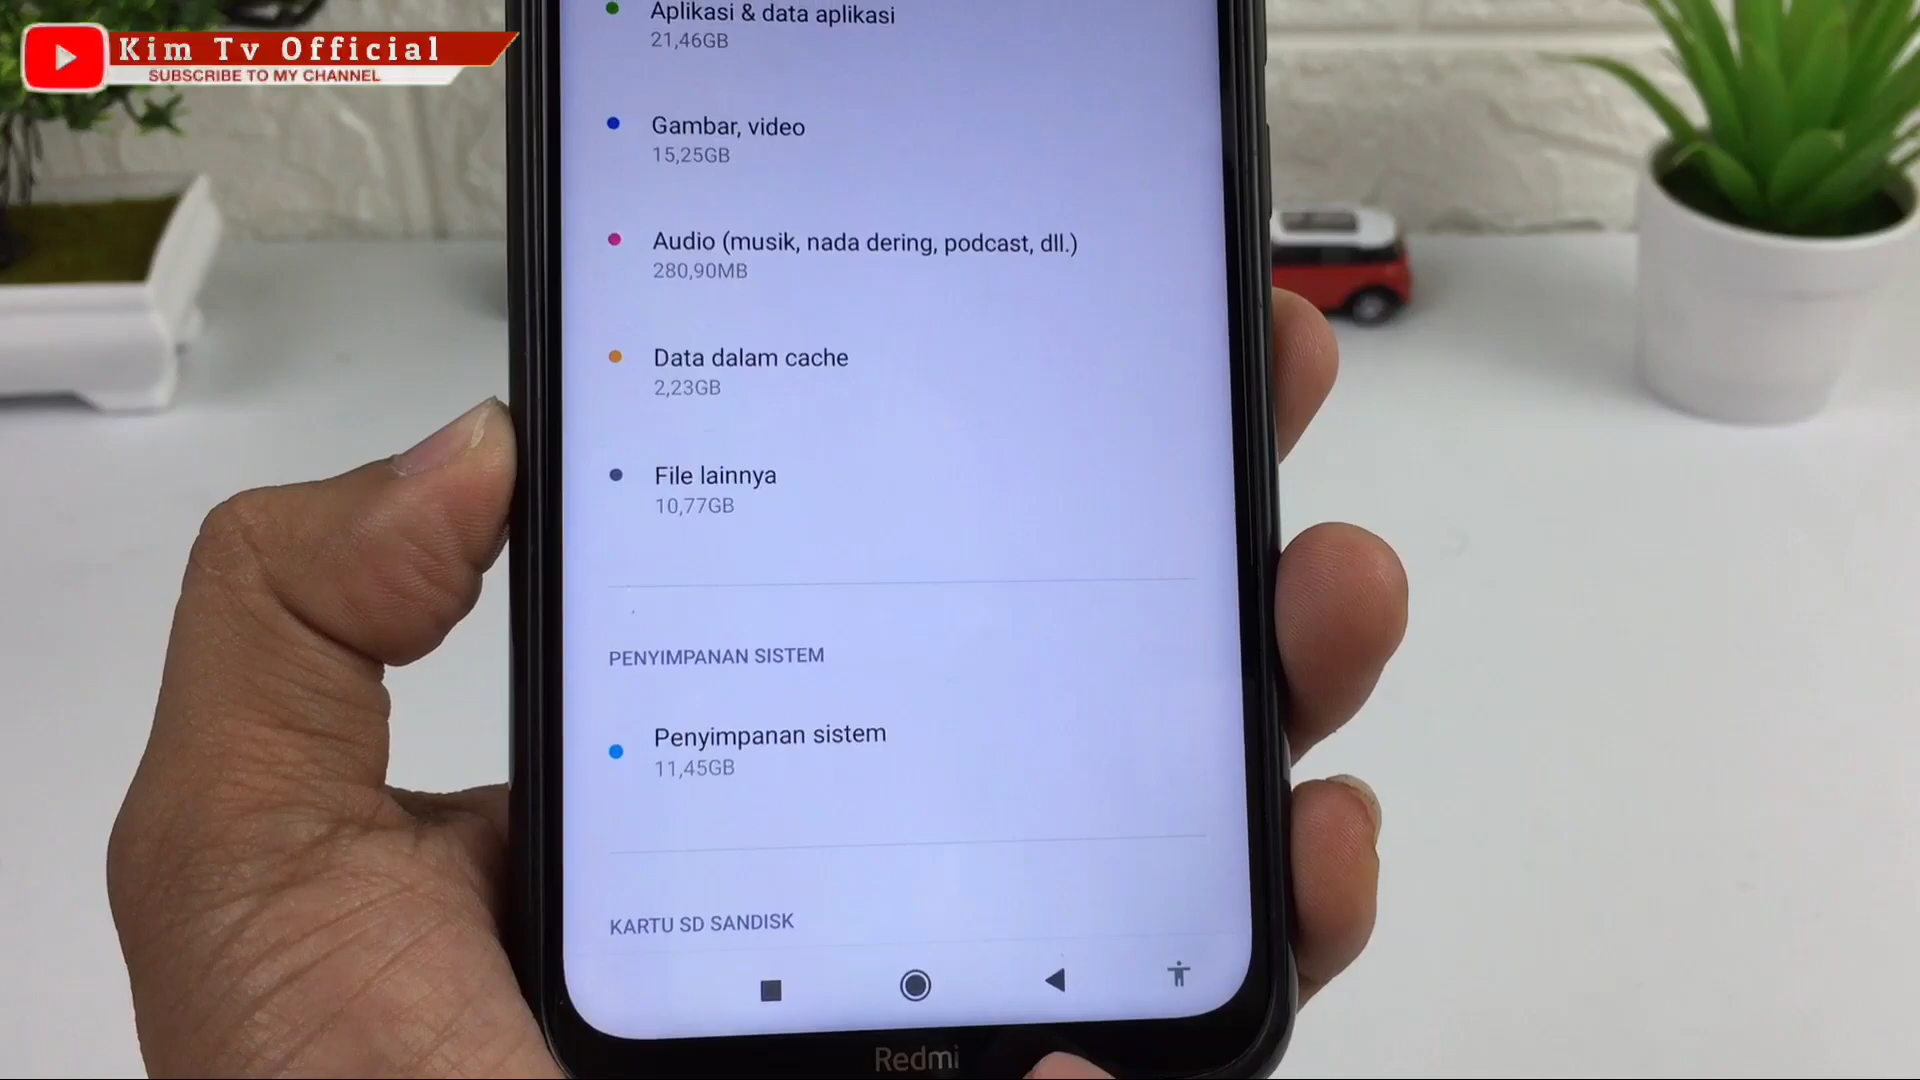 Kim Tv Official
SUBSCRIBE TO MY CHANNEL
Aplikasi & data aplikasi
21,46GB
Gambar, video
15,25GB
Audio (musik, nada dering, podcast, dll.)
280,90MB
Data dalam cache
2,23GB
File lainnya
10,77GB
PENYIMPANAN SISTEM
Penyimpanan sistem
11,45GB
KARTU SD SANDISK
Redmi